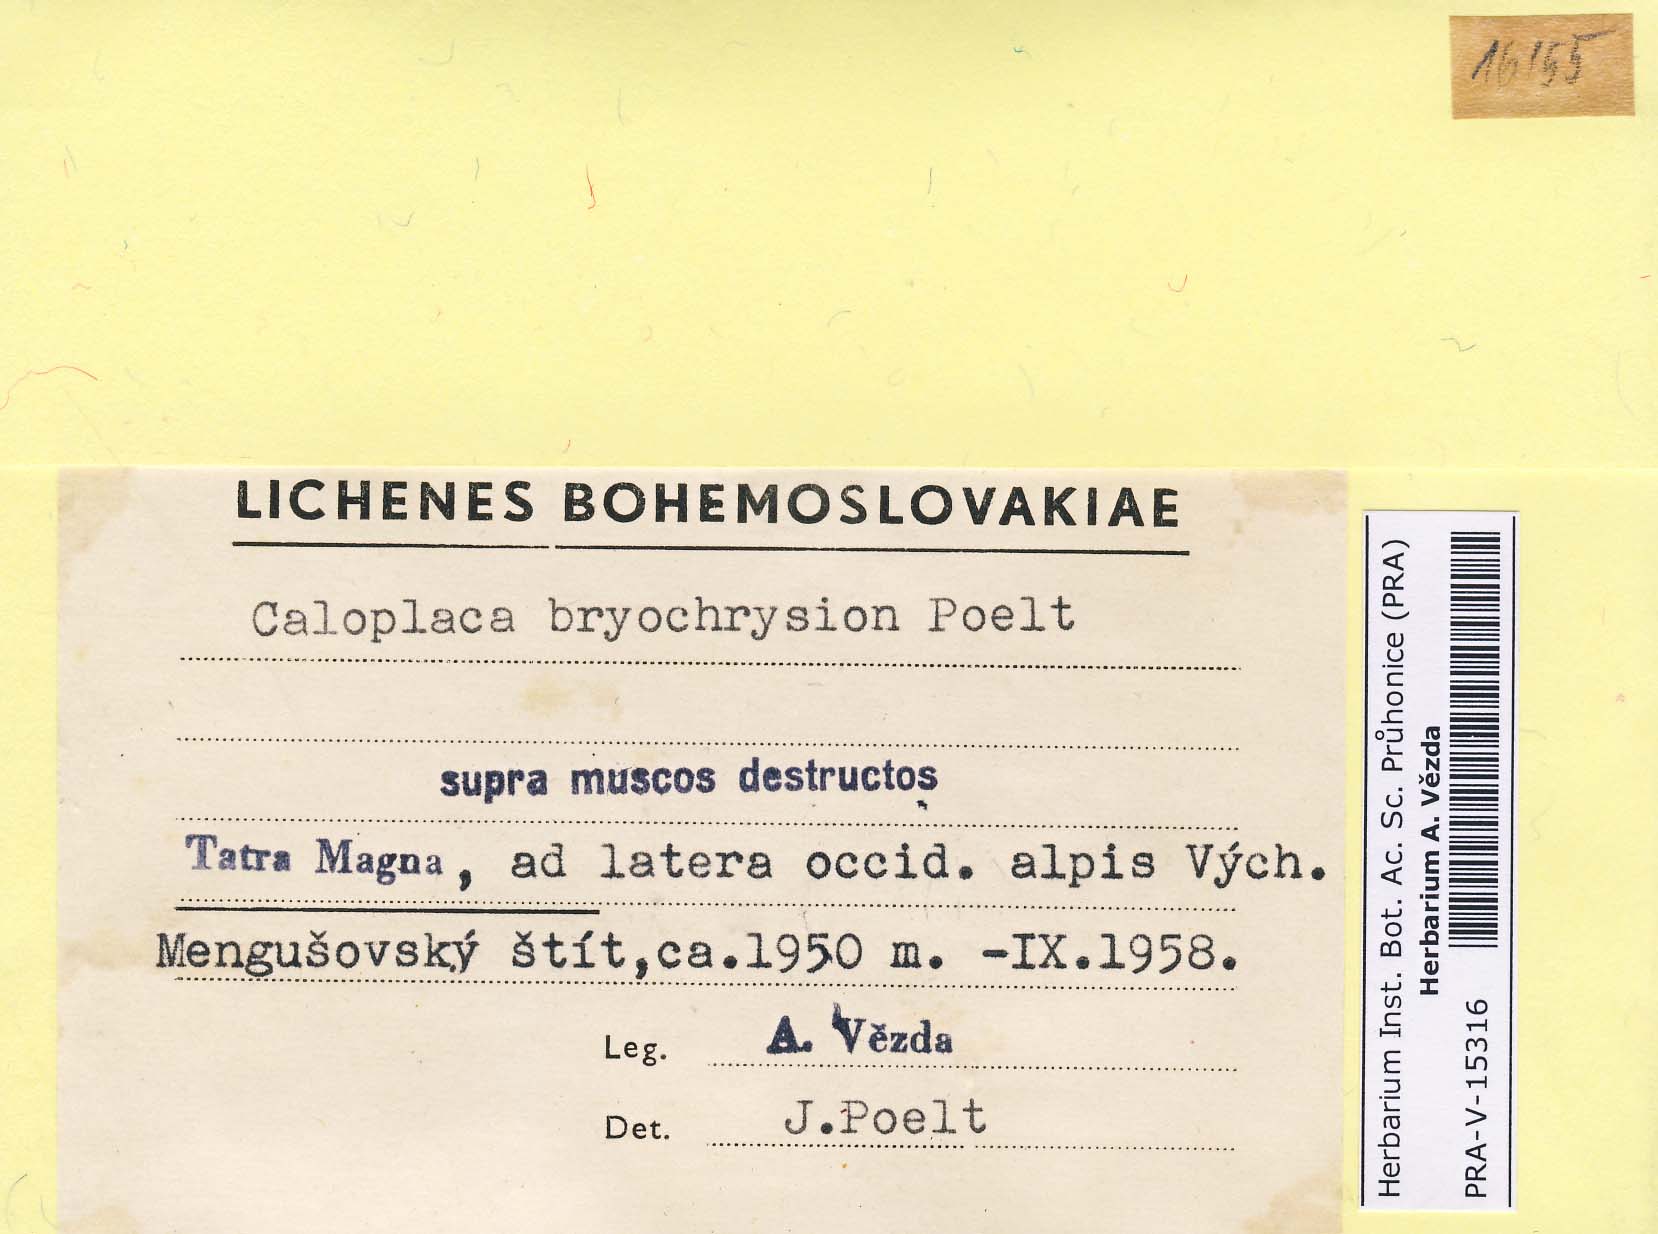 16155
LICHENES BOHEMOSLOVAKIAE
Caloplaca bryochrysion Poelt
supra muscos destructos
Tatra Magna, ad latera occid. alpis Vých.
Mengušovský štít,ca.1950 m. -IX.1958.
Leg. A. Vězda
Det. J.Poelt
Herbarium Inst. Bot. Ac. Sc. Průhonice (PRA)
Herbarium A. Vězda
PRA-V-15316